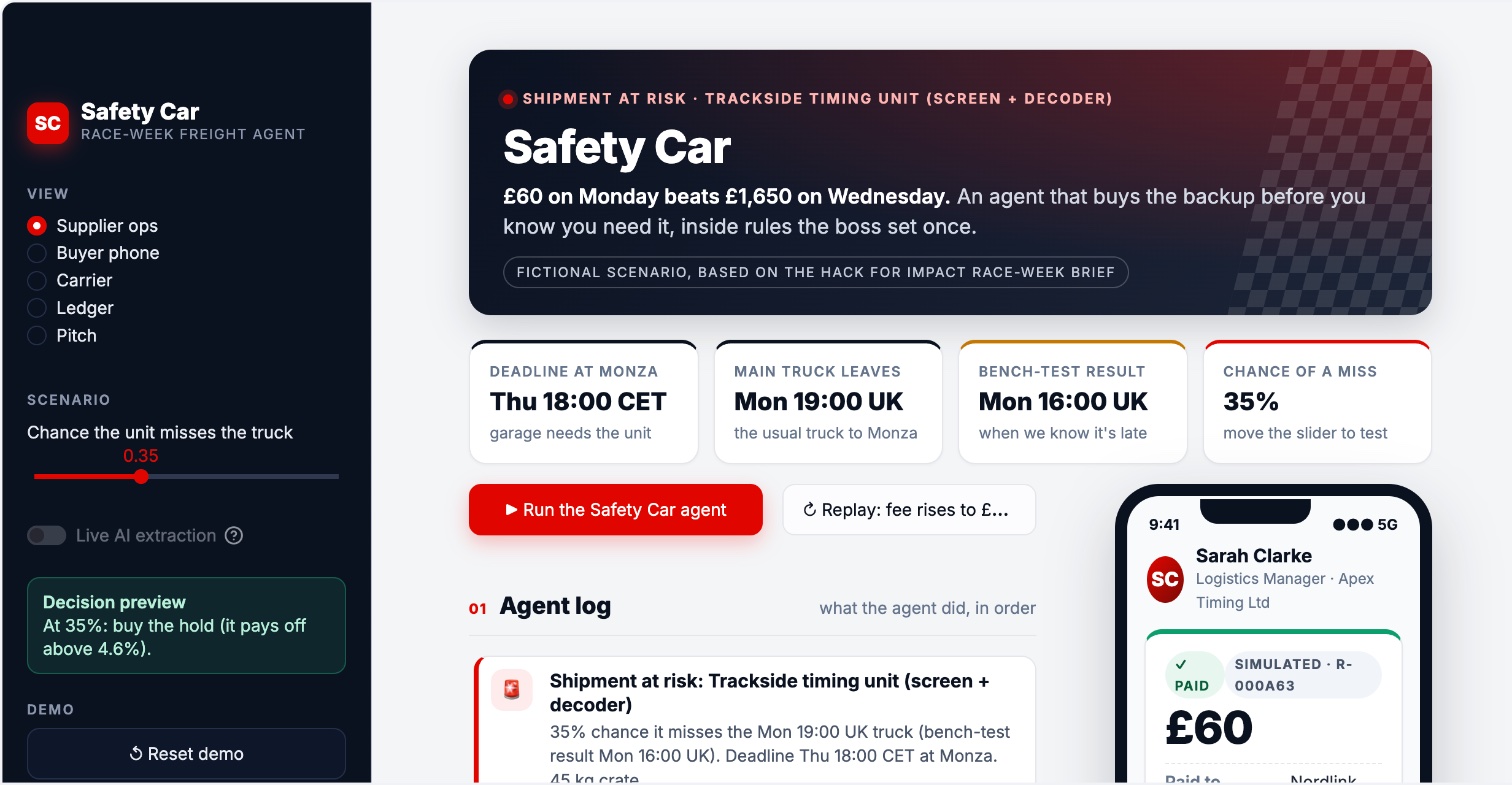 SC
Safety Car
RACE-WEEK FREIGHT AGENT
VIEW
Supplier ops
Buyer phone
Carrier
Ledger
Pitch
SCENARIO
Chance the unit misses the truck
0.35
Live AI extraction ?
Decision preview
At 35%: buy the hold (it pays off
above 4.6%).
DEMO
↺ Reset demo
SHIPMENT AT RISK · TRACKSIDE TIMING UNIT (SCREEN + DECODER)
Safety Car
£60 on Monday beats £1,650 on Wednesday. An agent that buys the backup before you
know you need it, inside rules the boss set once.
FICTIONAL SCENARIO, BASED ON THE HACK FOR IMPACT RACE-WEEK BRIEF
DEADLINE AT MONZA
Thu 18:00 CET
garage needs the unit
MAIN TRUCK LEAVES
Mon 19:00 UK
the usual truck to Monza
BENCH-TEST RESULT
Mon 16:00 UK
when we know it's late
CHANCE OF A MISS
35%
move the slider to test
▶ Run the Safety Car agent
↻ Replay: fee rises to £...
01 Agent log
what the agent did, in order
Shipment at risk: Trackside timing unit (screen +
decoder)
35% chance it misses the Mon 19:00 UK truck (bench-test
result Mon 16:00 UK). Deadline Thu 18:00 CET at Monza.
45 kg crate
9:41
●●● 5G
SC
Sarah Clarke
Logistics Manager · Apex
Timing Ltd
✓
PAID
SIMULATED · R-
000A63
£60
Paid to
Nordlink